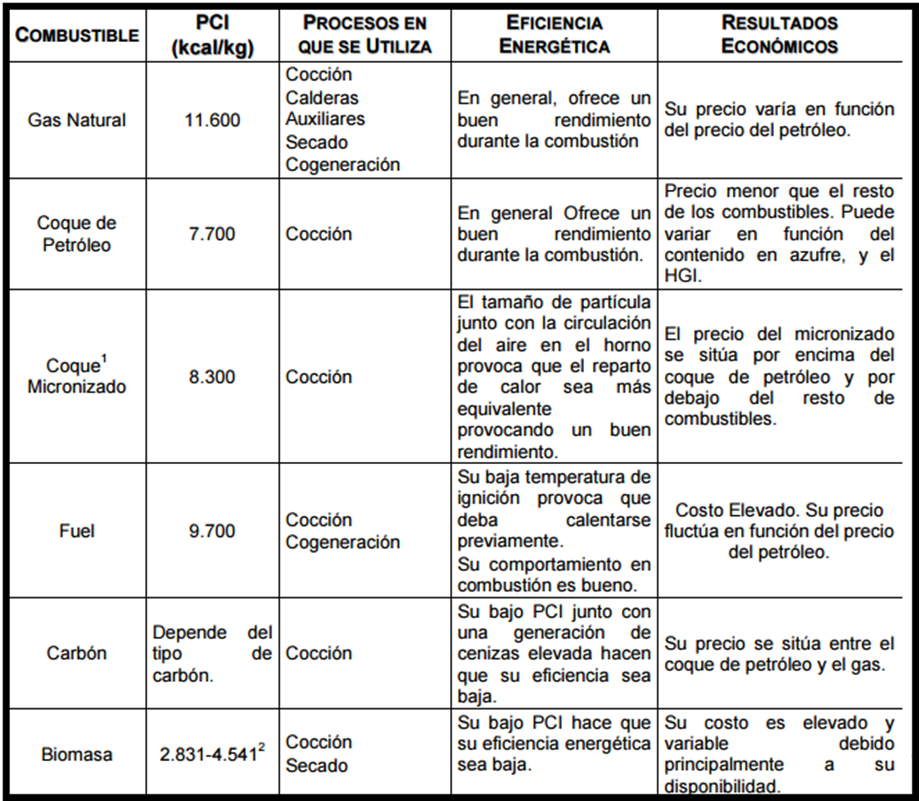 COMBUSTIBLE
PCI
(kcal/kg)
PROCESOS EN
QUE SE UTILIZA
EFICIENCIA
ENERGÉTICA
RESULTADOS
ECONÓMICOS
Gas Natural
11.600
Cocción
Calderas
Auxiliares
Secado
Cogeneración
En general, ofrece un
buen rendimiento
durante la combustión
Su precio varía en función
del precio del petróleo.
Coque de
Petróleo
7.700
Cocción
En general Ofrece un
buen rendimiento
durante la combustión.
Precio menor que el resto
de los combustibles. Puede
variar en función del
contenido en azufre, y el
HGI.
Coque1
Micronizado
8.300
Cocción
El tamaño de partícula
junto con la circulación
del aire en el horno
provoca que el reparto
de calor sea más
equivalente
provocando un buen
rendimiento.
El precio del micronizado
se sitúa por encima del
coque de petróleo y por
debajo del resto de
combustibles.
Fuel
9.700
Cocción
Cogeneración
Su baja temperatura de
ignición provoca que
deba calentarse
previamente.
Su comportamiento en
combustión es bueno.
Costo Elevado. Su precio
fluctúa en función del precio
del petróleo.
Carbón
Depende del
tipo de
carbón.
Cocción
Su bajo PCI junto con
una generación de
cenizas elevada hacen
que su eficiencia sea
baja.
Su precio se sitúa entre el
coque de petróleo y el gas.
Biomasa
2.831-4.5412
Cocción
Secado
Su bajo PCI hace que
su eficiencia energética
sea baja.
Su costo es elevado y
variable debido
principalmente a su
disponibilidad.